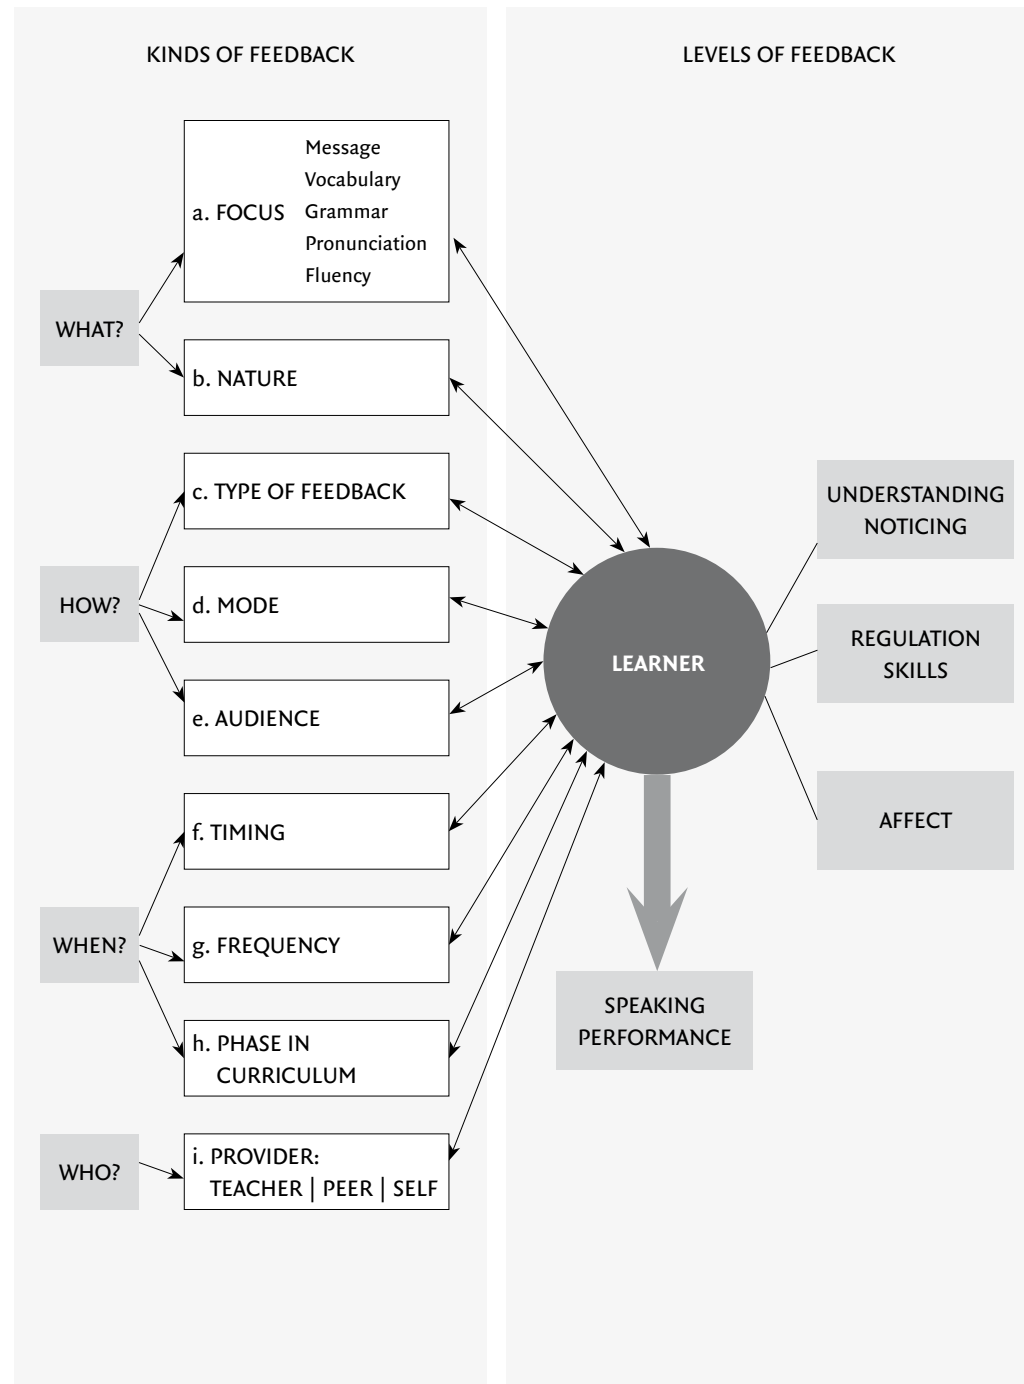 KINDS OF FEEDBACK
WHAT?
a. FOCUS
Message
Vocabulary
Grammar
Pronunciation
Fluency
b. NATURE
HOW?
c. TYPE OF FEEDBACK
d. MODE
e. AUDIENCE
WHEN?
f. TIMING
g. FREQUENCY
h. PHASE IN
CURRICULUM
WHO?
i. PROVIDER:
TEACHER | PEER | SELF
LEVELS OF FEEDBACK
LEARNER
UNDERSTANDING
NOTICING
REGULATION
SKILLS
AFFECT
SPEAKING
PERFORMANCE